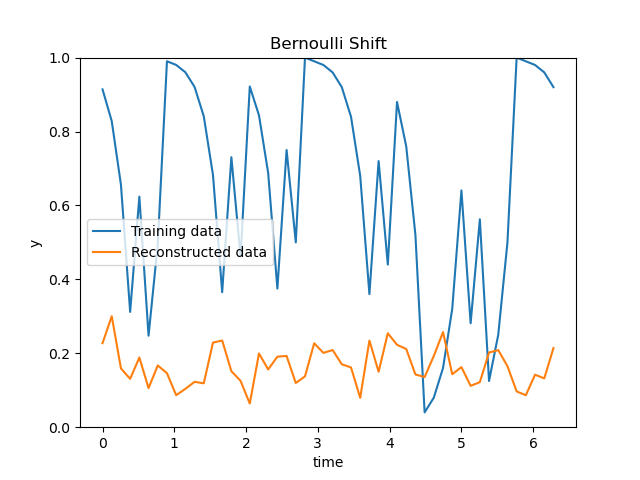 Bernoulli Shift
1.0
0.8
0.6
0.4
0.2
0.0
y
Training data
Reconstructed data
0 1 2 3 4 5 6
time